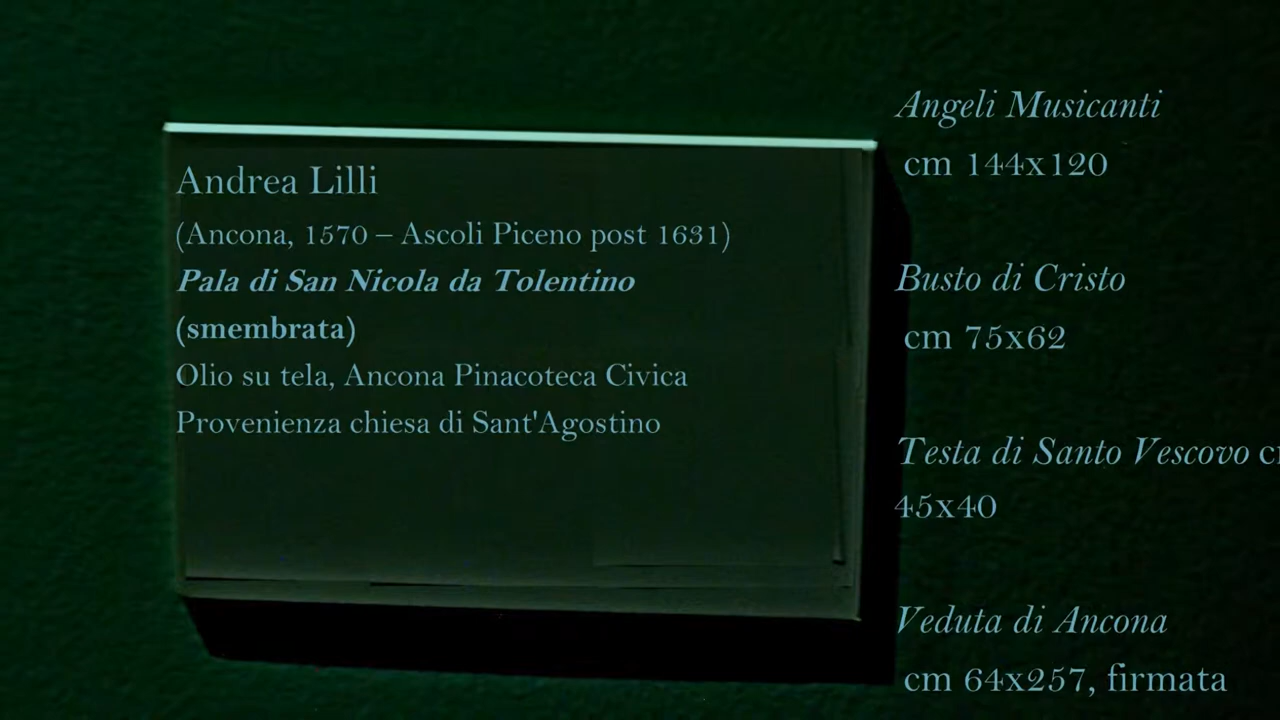 Andrea Lilli
(Ancona, 1570 – Ascoli Piceno post 1631)
Pala di San Nicola da Tolentino
(smembrata)
Olio su tela, Ancona Pinacoteca Civica
Provenienza chiesa di Sant'Agostino
Angeli Musicanti
cm 144x120
Busto di Cristo
cm 75x62
Testa di Santo Vescovo
45x40
Veduta di Ancona
cm 64x257, firmata